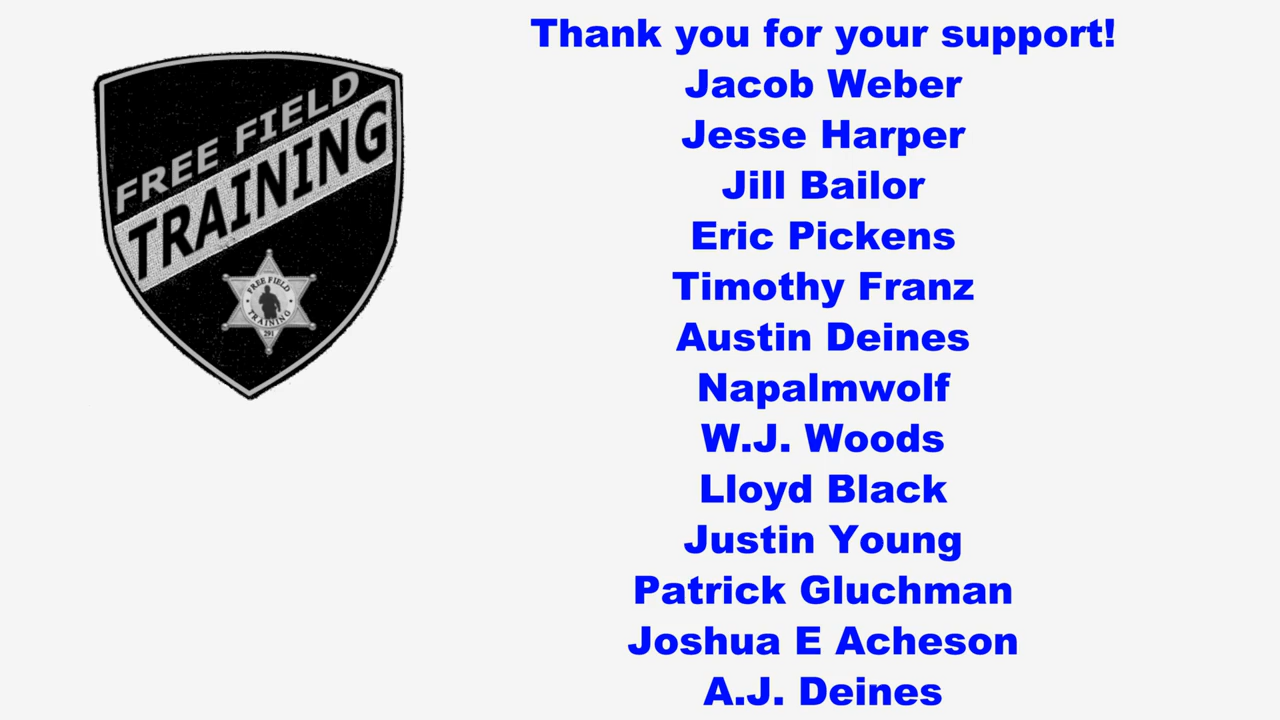 FREE FIELD
TRAINING
FREE FIELD
TRAINING
291
Thank you for your support!
Jacob Weber
Jesse Harper
Jill Bailor
Eric Pickens
Timothy Franz
Austin Deines
Napalmwolf
W.J. Woods
Lloyd Black
Justin Young
Patrick Gluchman
Joshua E Acheson
A.J. Deines